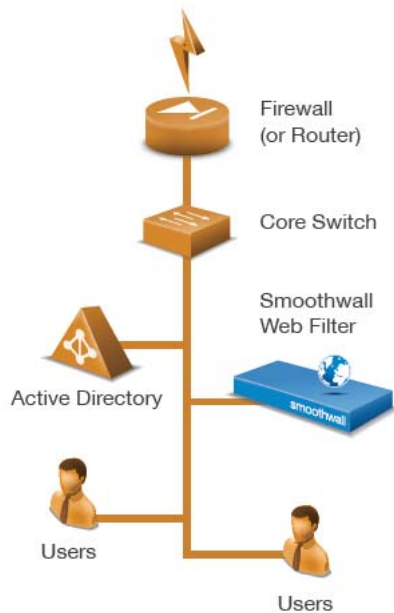 Firewall
(or Router)
Core Switch
Smoothwall
Web Filter
Active Directory
smoothwall
Users
Users